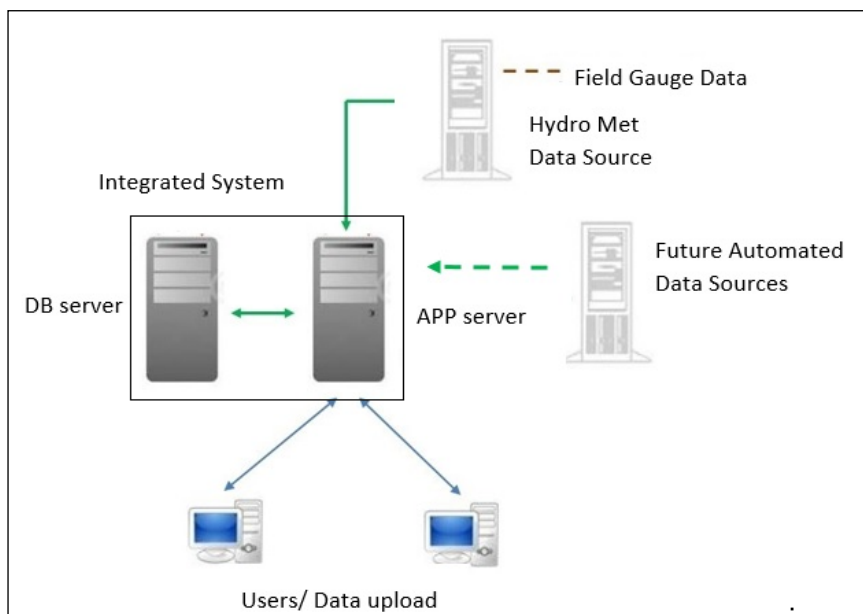 Field Gauge Data
Hydro Met
Data Source
Integrated System
Future Automated
Data Sources
DB server
APP server
Users/ Data upload
.